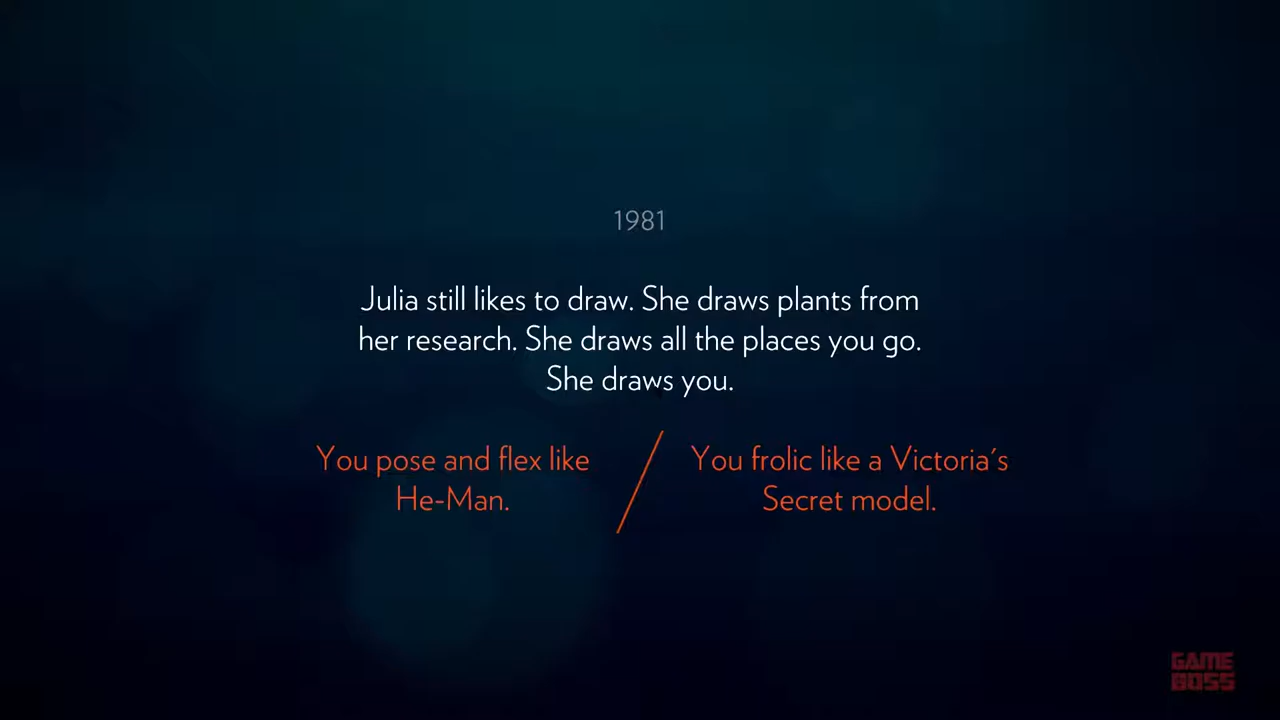 1981
Julia still likes to draw. She draws plants from
her research. She draws all the places you go.
She draws you.
You pose and flex like
He-Man.
You frolic like a Victoria's
Secret model.
GAME
BOSS